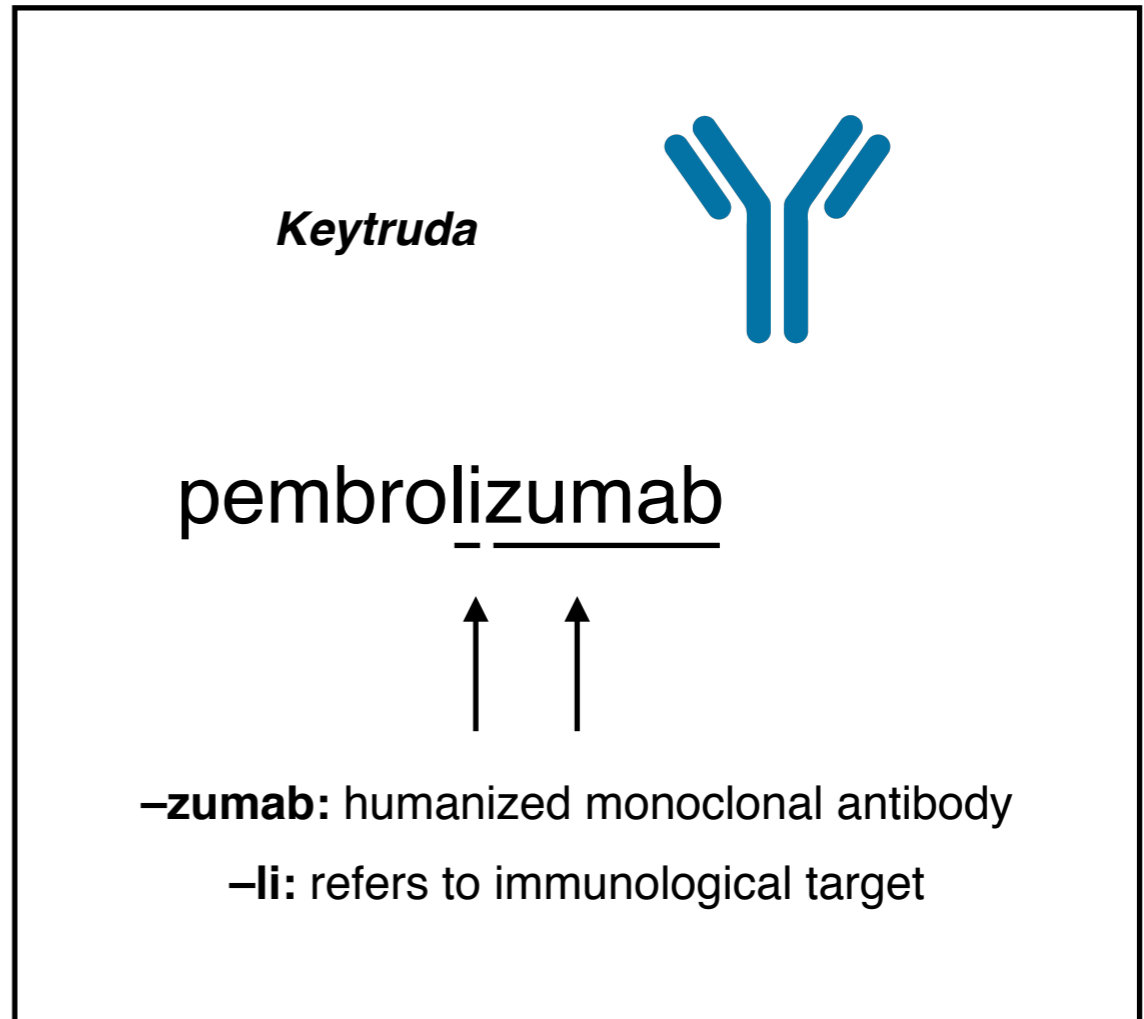 Keytruda
pembrolizumab
–zumab: humanized monoclonal antibody
–li: refers to immunological target